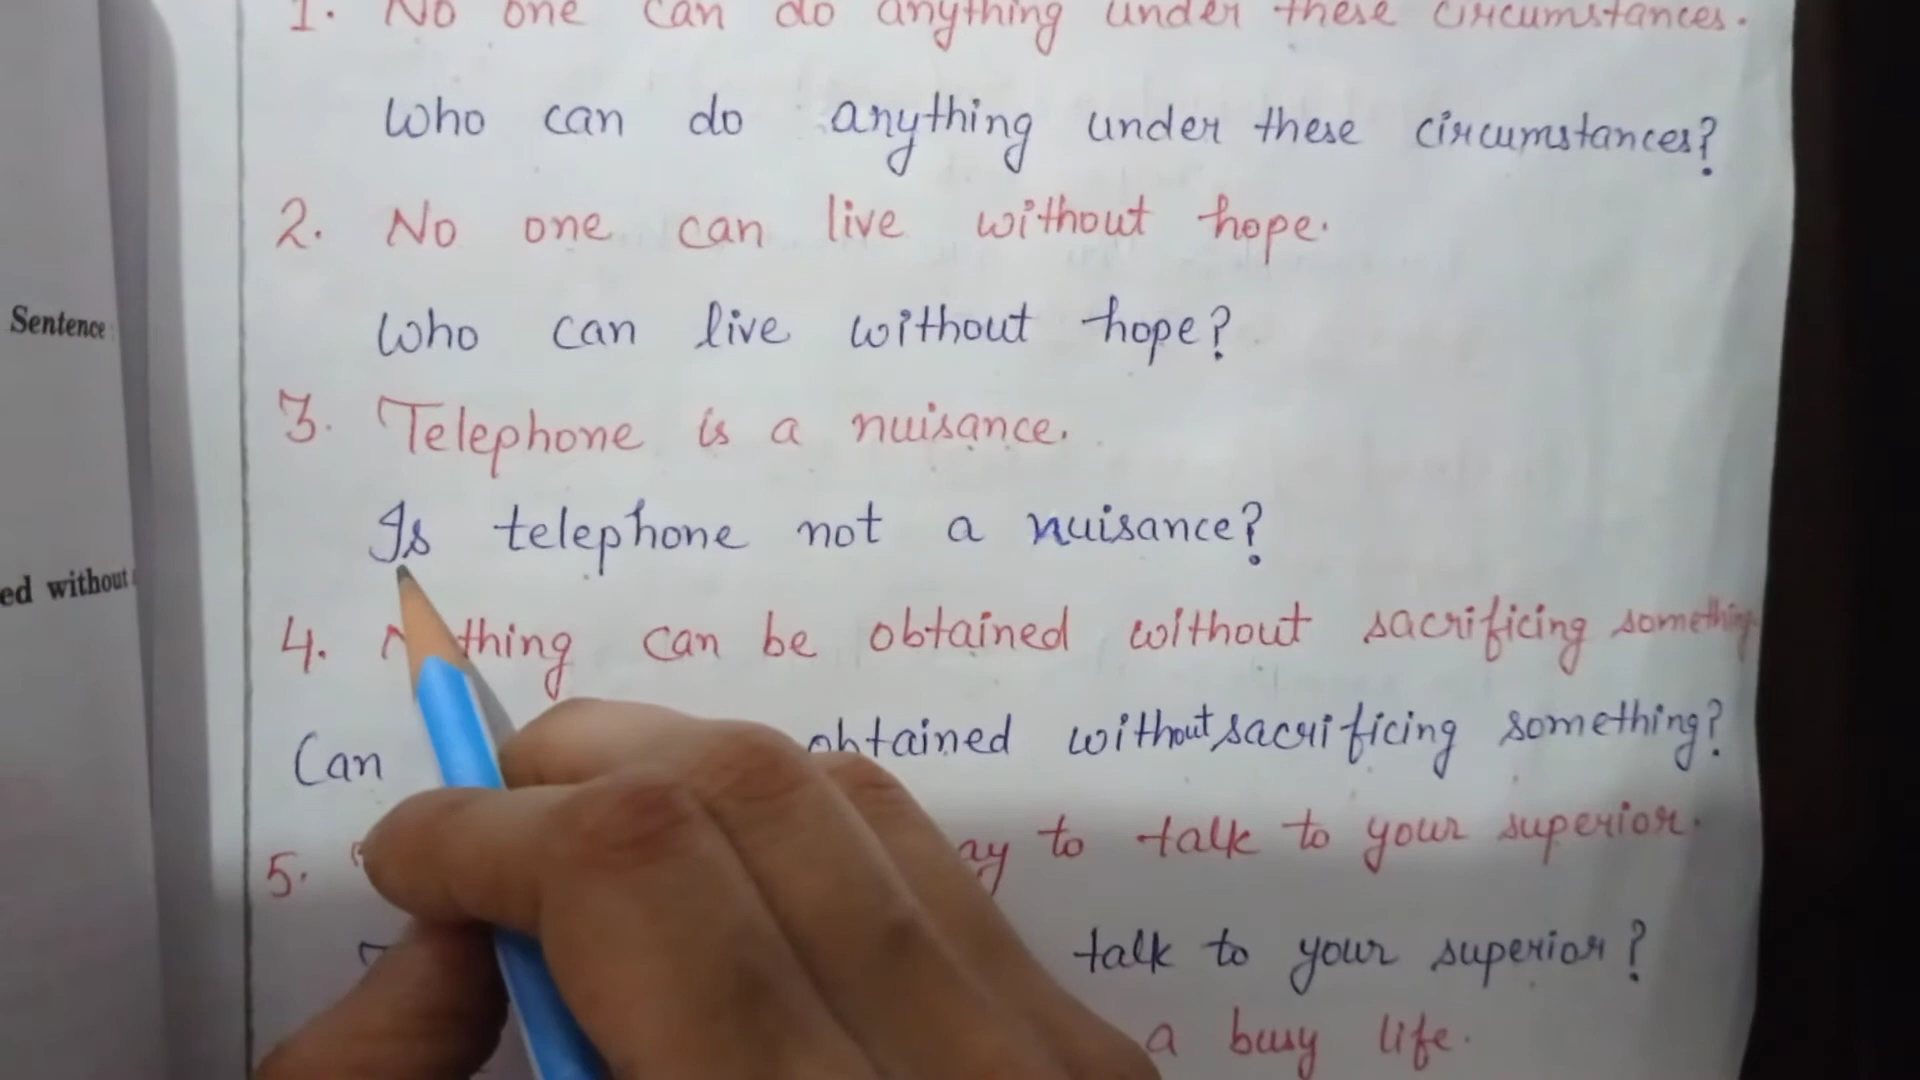 1. No one can do anything under these circumstances.
Who can do anything under these circumstances?
2. No one can live without hope.
Who can live without hope?
3. Telephone is a nuisance.
Is telephone not a nuisance?
4. Nothing can be obtained without sacrificing something
Can obtained without sacrificing something?
5. to talk to your superior.
talk to your superior?
a busy life.
Sentence
ed without